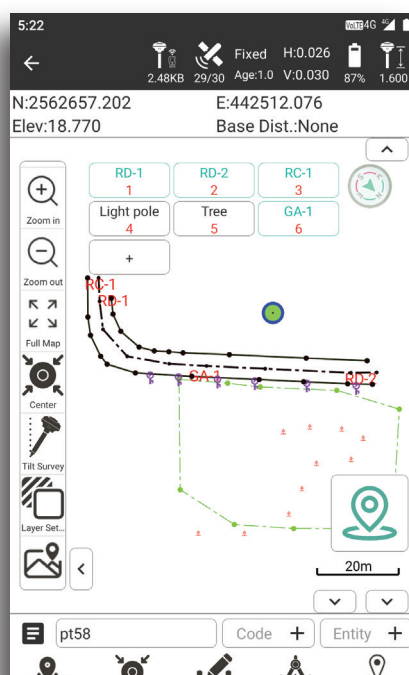 5:22 VoLTE 4G 4G
Fixed H:0.026
2.48KB 29/30 Age:1.0 V:0.030 87% 1.600
N:2562657.202 E:442512.076
Elev:18.770 Base Dist.:None
RD-1 RD-2 RC-1
1 2 3
Light pole Tree GA-1
4 5 6
+
Zoom in
Zoom out
Full Map
Center
Tilt Survey
Layer Set...
RC-1
RD-1
GA-1 RD-2
20m
pt58 Code + Entity +